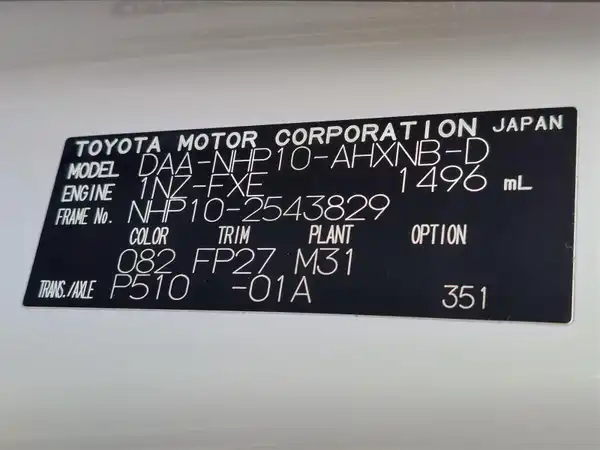 TOYOTA MOTOR CORPORATION JAPAN
MODEL DAA-NHP10-AHXNB-D
ENGINE 1NZ-FXE 1496 mL
FRAME No. NHP10-2543829
COLOR TRIM PLANT OPTION
082 FP27 M31
TRANS./AXLE P510 -01A 351